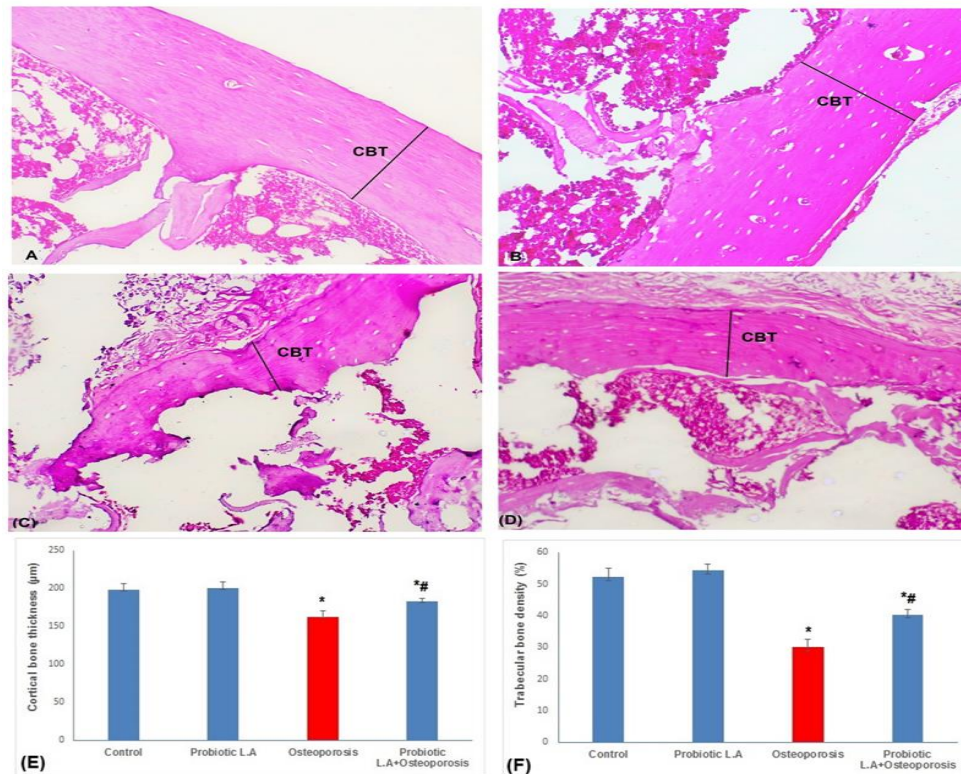 CBT
A
CBT
B
CBT
(C)
CBT
(D)
Cortical bone thickness (µm)
250
200
150
100
50
0
*
*#
Control
Probiotic L.A
Osteoporosis
Probiotic
L.A+Osteoporosis
(E)
Trabecular bone density (%)
60
50
40
30
20
10
0
*
*#
Control
Probiotic L.A
Osteoporosis
Probiotic
L.A+Osteoporosis
(F)